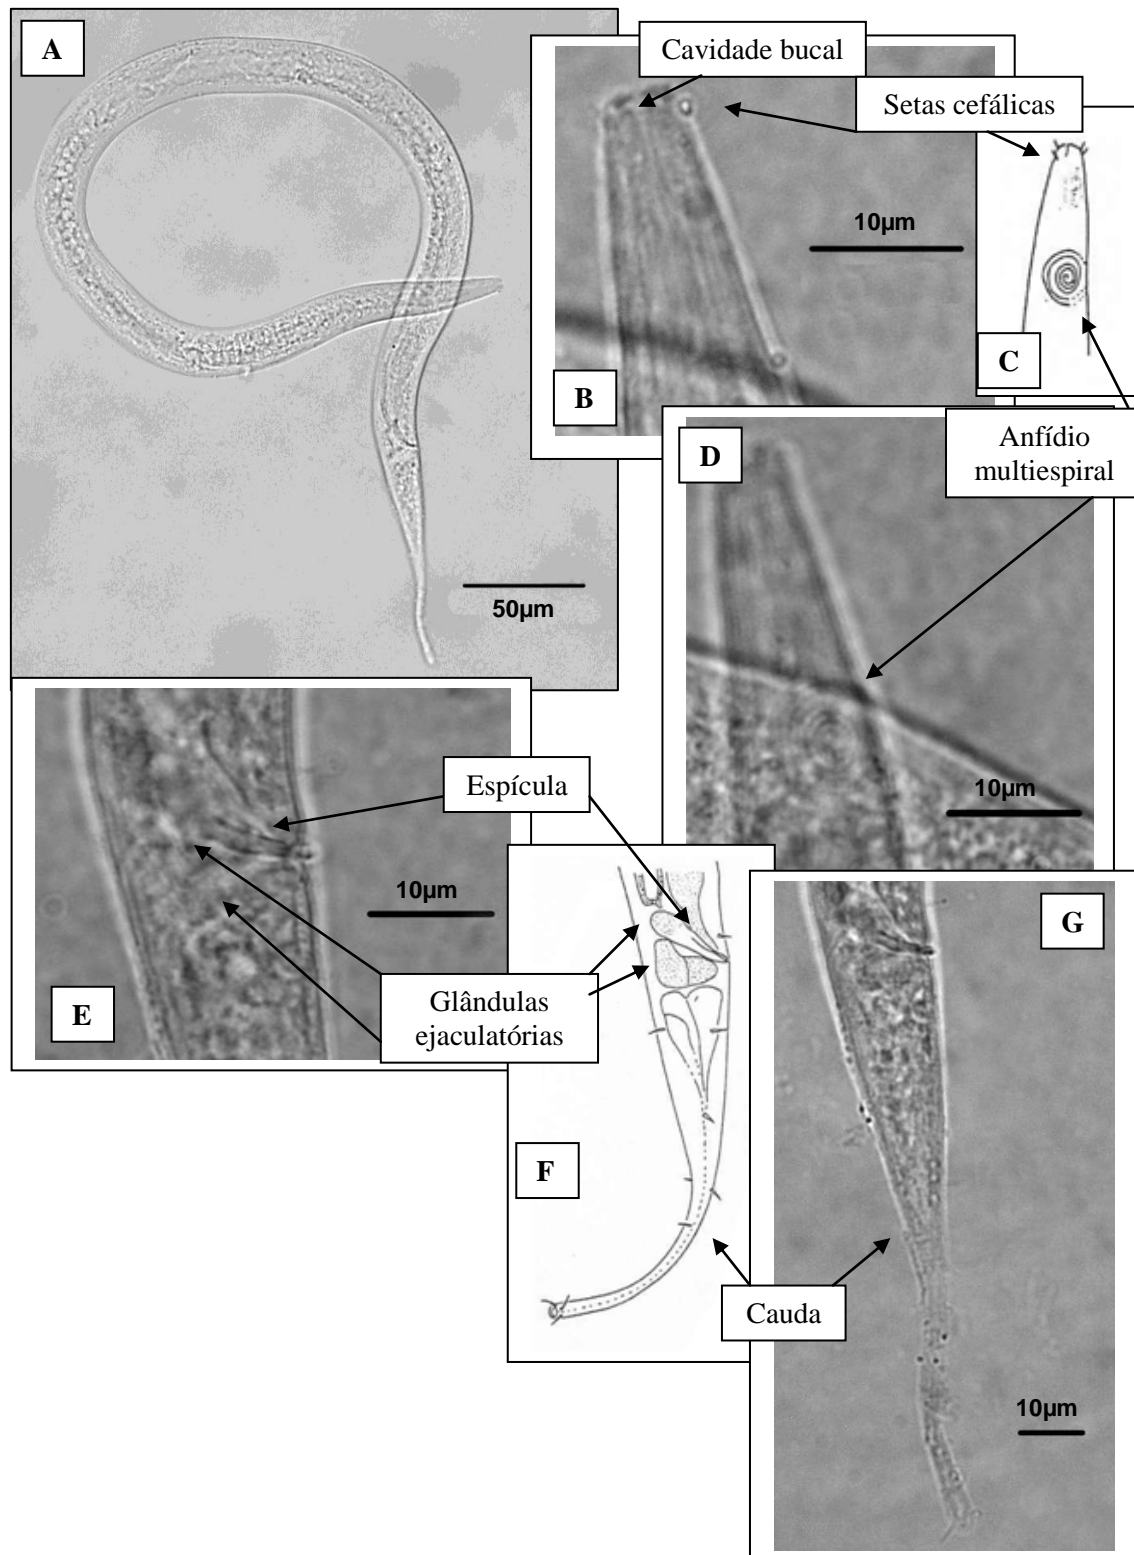 A
Cavidade bucal
Setas cefálicas
10µm
B
C
D
Anfídio
multiespiral
50µm
10µm
Espícula
10µm
E
Glândulas
ejaculatórias
F
G
Cauda
10µm